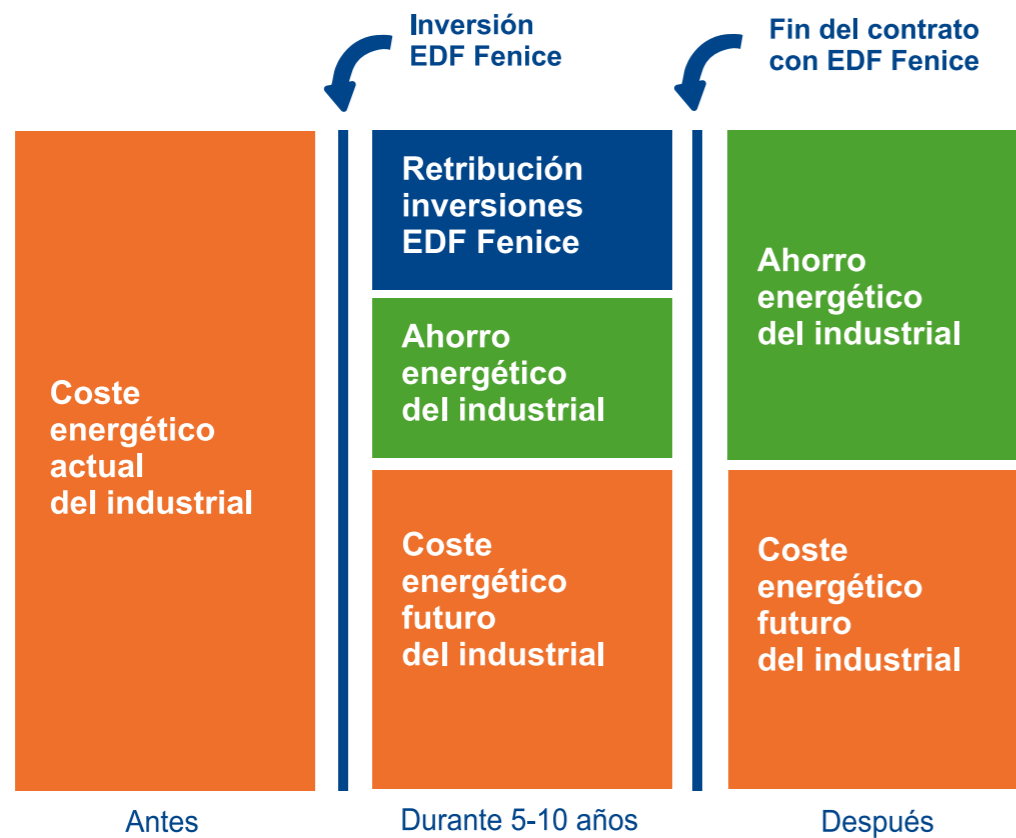 Inversión
EDF Fenice
Fin del contrato
con EDF Fenice
Coste
energético
actual
del industrial
Retribución
inversiones
EDF Fenice
Ahorro
energético
del industrial
Coste
energético
futuro
del industrial
Ahorro
energético
del industrial
Coste
energético
futuro
del industrial
Antes
Durante 5-10 años
Después